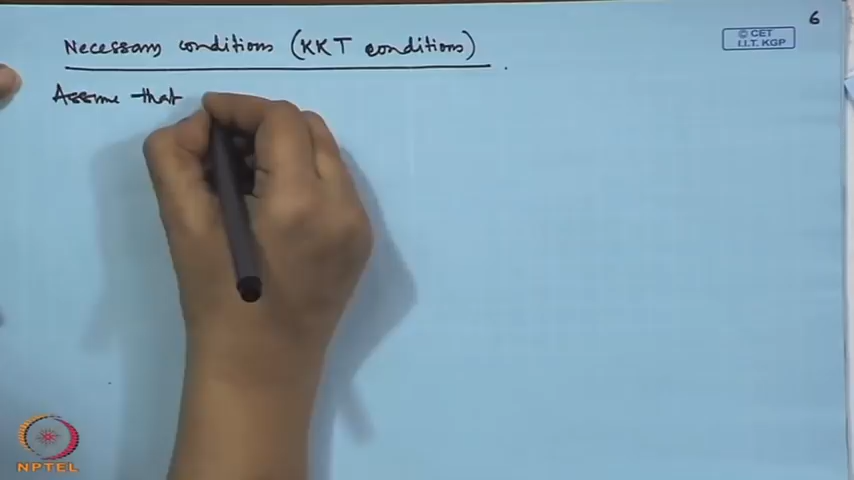 6
© CET
I.I.T. KGP
Necessary conditions (KKT conditions)
Assume that
NPTEL